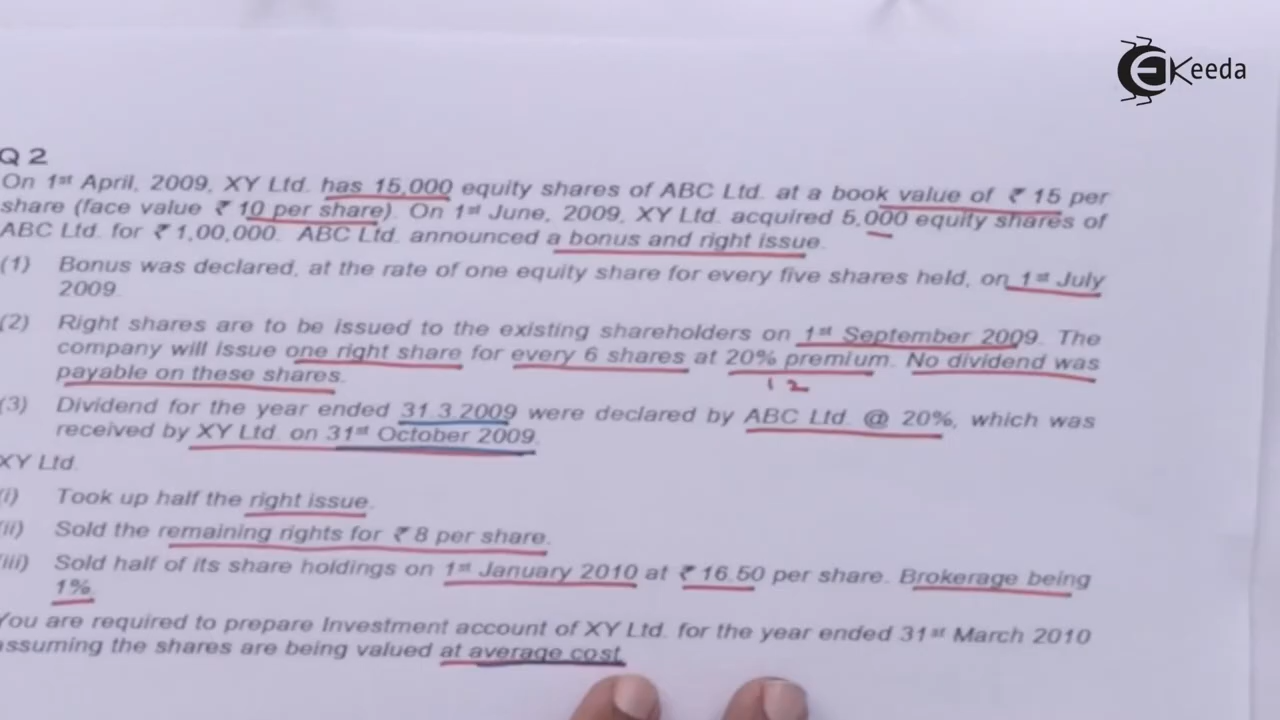 EKeeda
Q 2
On 1st April, 2009, XY Ltd. has 15,000 equity shares of ABC Ltd. at a book value of ₹ 15 per
share (face value ₹ 10 per share). On 1st June, 2009, XY Ltd. acquired 5,000 equity shares of
ABC Ltd. for ₹ 1,00,000. ABC Ltd. announced a bonus and right issue.
(1) Bonus was declared, at the rate of one equity share for every five shares held, on 1st July
2009.
(2) Right shares are to be issued to the existing shareholders on 1st September 2009. The
company will issue one right share for every 6 shares at 20% premium. No dividend was
payable on these shares.
12
(3) Dividend for the year ended 31.3.2009 were declared by ABC Ltd. @ 20%, which was
received by XY Ltd. on 31st October 2009.
XY Ltd.
(i) Took up half the right issue.
(ii) Sold the remaining rights for ₹ 8 per share.
(iii) Sold half of its share holdings on 1st January 2010 at ₹ 16.50 per share. Brokerage being
1%.
You are required to prepare Investment account of XY Ltd. for the year ended 31st March 2010
assuming the shares are being valued at average cost.